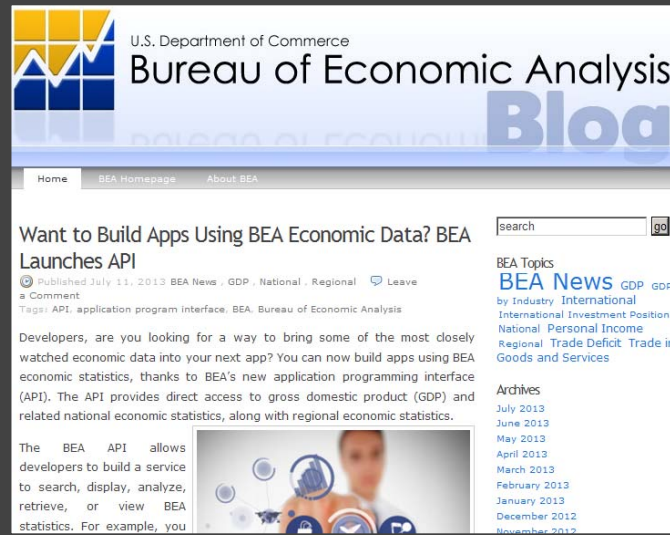 U.S. Department of Commerce
Bureau of Economic Analysis
Blog
Home BEA Homepage About BEA
Want to Build Apps Using BEA Economic Data? BEA
Launches API
Published July 11, 2013 BEA News , GDP , National , Regional Leave
a Comment
Tags: API, application program interface, BEA, Bureau of Economic Analysis
Developers, are you looking for a way to bring some of the most closely
watched economic data into your next app? You can now build apps using BEA
economic statistics, thanks to BEA's new application programming interface
(API). The API provides direct access to gross domestic product (GDP) and
related national economic statistics, along with regional economic statistics.
The BEA API allows
developers to build a service
to search, display, analyze,
retrieve, or view BEA
statistics. For example, you
search go
BEA Topics
BEA News GDP GDP
by Industry International
International Investment Position
National Personal Income
Regional Trade Deficit Trade in
Goods and Services
Archives
July 2013
June 2013
May 2013
April 2013
March 2013
February 2013
January 2013
December 2012
November 2012